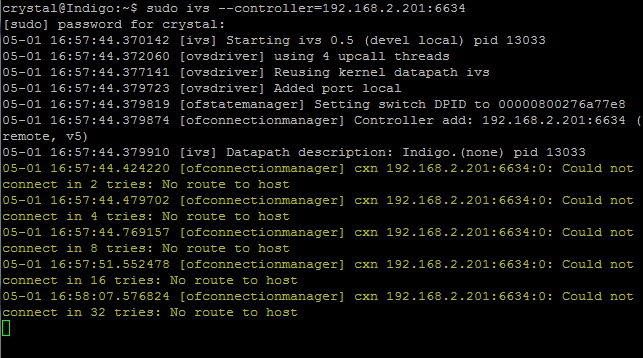 crystal@Indigo:~$ sudo ivs --controller=192.168.2.201:6634
[sudo] password for crystal:
05-01 16:57:44.370142 [ivs] Starting ivs 0.5 (devel local) pid 13033
05-01 16:57:44.372060 [ovsdriver] using 4 upcall threads
05-01 16:57:44.377141 [ovsdriver] Reusing kernel datapath ivs
05-01 16:57:44.379723 [ovsdriver] Added port local
05-01 16:57:44.379819 [ofstatemanager] Setting switch DPID to 00000800276a77e8
05-01 16:57:44.379874 [ofconnectionmanager] Controller add: 192.168.2.201:6634 (
remote, v5)
05-01 16:57:44.379910 [ivs] Datapath description: Indigo.(none) pid 13033
05-01 16:57:44.424220 [ofconnectionmanager] cxn 192.168.2.201:6634:0: Could not
connect in 2 tries: No route to host
05-01 16:57:44.479702 [ofconnectionmanager] cxn 192.168.2.201:6634:0: Could not
connect in 4 tries: No route to host
05-01 16:57:44.769157 [ofconnectionmanager] cxn 192.168.2.201:6634:0: Could not
connect in 8 tries: No route to host
05-01 16:57:51.552478 [ofconnectionmanager] cxn 192.168.2.201:6634:0: Could not
connect in 16 tries: No route to host
05-01 16:58:07.576824 [ofconnectionmanager] cxn 192.168.2.201:6634:0: Could not
connect in 32 tries: No route to host